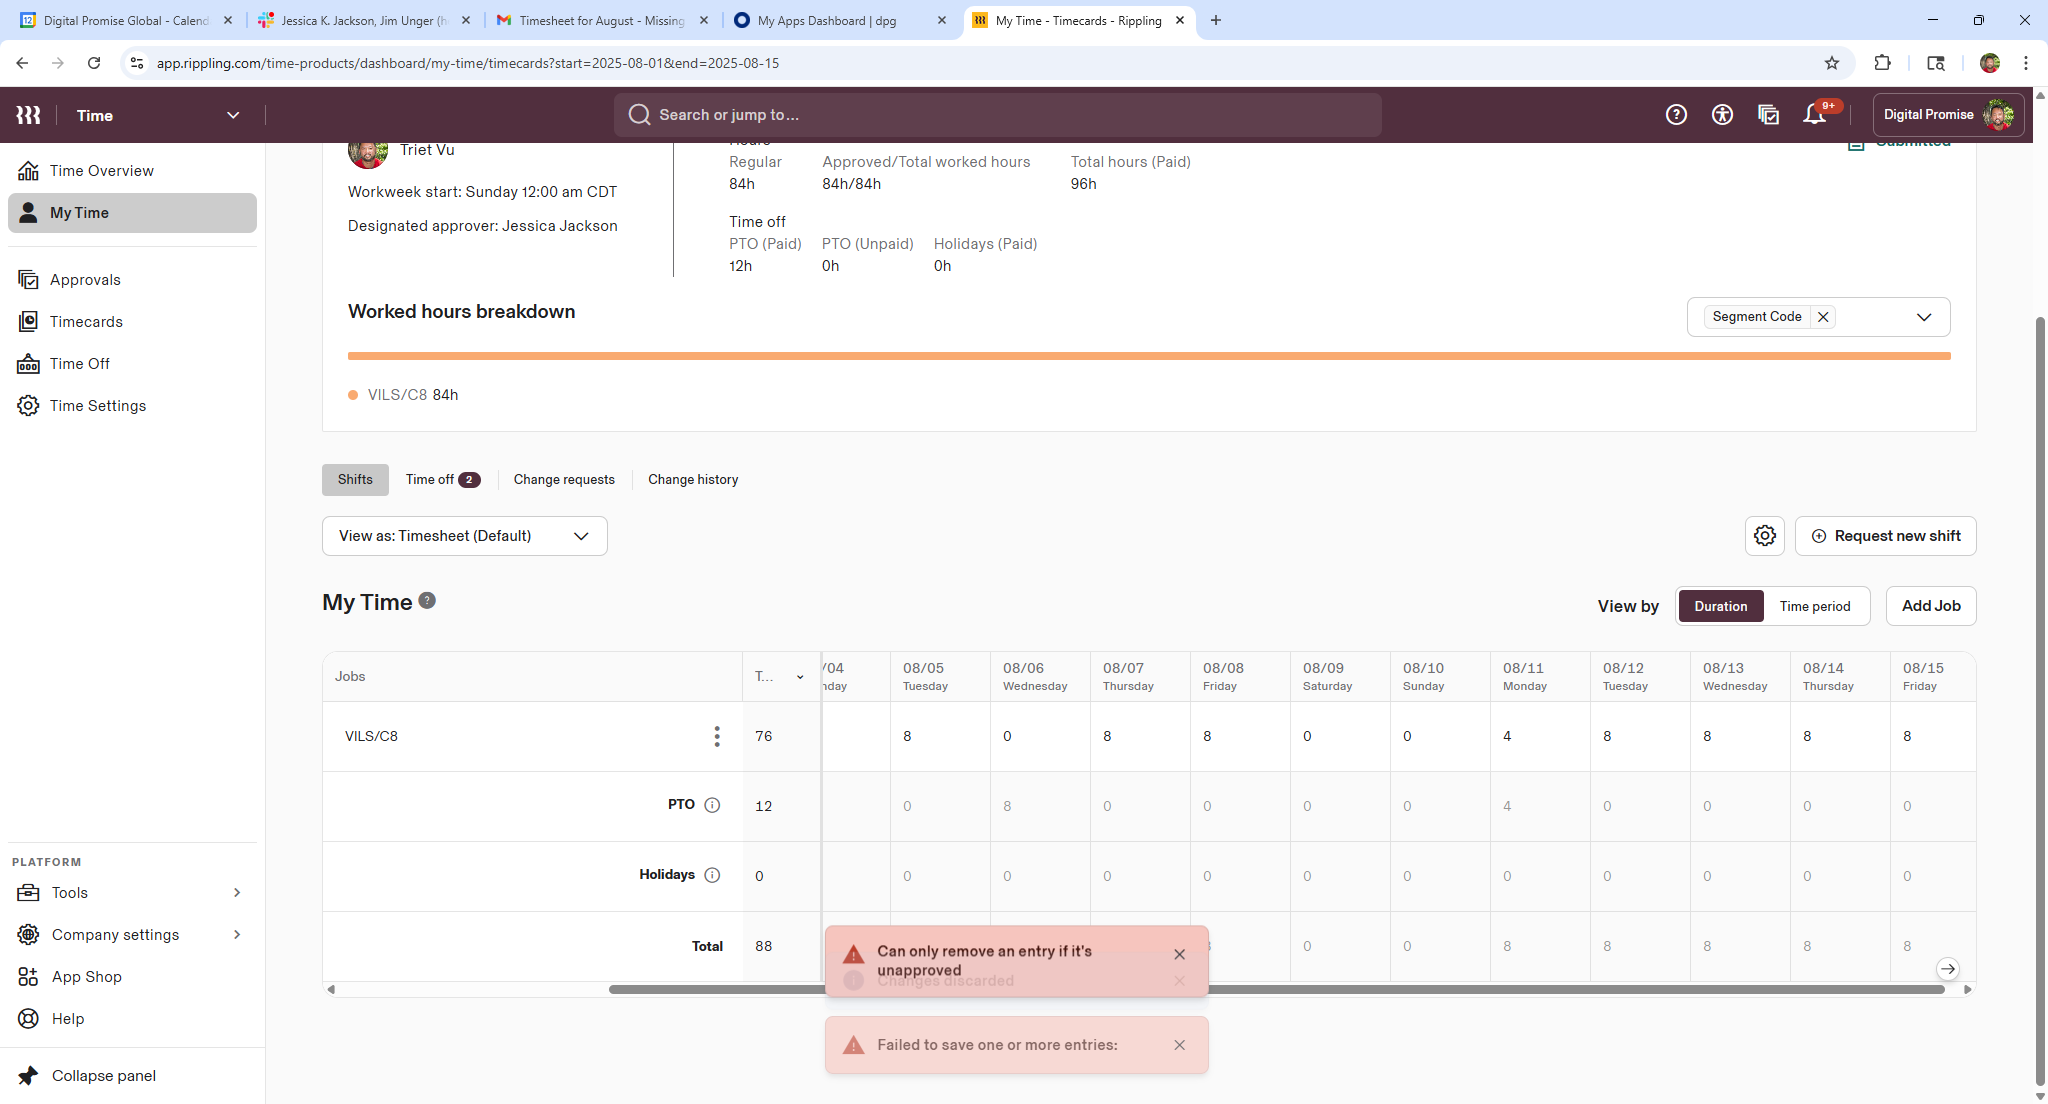 12
Digital Promise Global - Calend
Jessica K. Jackson, Jim Unger (h
Timesheet for August - Missing
My Apps Dashboard | dpg
My Time - Timecards - Rippling
app.rippling.com/time-products/dashboard/my-time/timecards?start=2025-08-01&end=2025-08-15
Time
Search or jump to...
9+
Digital Promise
Time Overview
My Time
Approvals
Timecards
Time Off
Time Settings
PLATFORM
Tools
Company settings
App Shop
Help
Collapse panel
Triet Vu
Workweek start: Sunday 12:00 am CDT
Designated approver: Jessica Jackson
Hours
Regular Approved/Total worked hours Total hours (Paid)
84h 84h/84h 96h
Time off
PTO (Paid) PTO (Unpaid) Holidays (Paid)
12h 0h 0h
Submitted
Worked hours breakdown
Segment Code
VILS/C8 84h
Shifts Time off 2 Change requests Change history
View as: Timesheet (Default)
Request new shift
My Time ?
View by Duration Time period Add Job
Jobs T... /04 08/05 08/06 08/07 08/08 08/09 08/10 08/11 08/12 08/13 08/14 08/15
nday Tuesday Wednesday Thursday Friday Saturday Sunday Monday Tuesday Wednesday Thursday Friday
VILS/C8 76 8 0 8 8 0 0 4 8 8 8 8
PTO 12 0 8 0 0 0 0 4 0 0 0 0
Holidays 0 0 0 0 0 0 0 0 0 0 0 0
Total 88 0 0 8 8 8 8 8
Can only remove an entry if it's
unapproved
Changes discarded
Failed to save one or more entries: